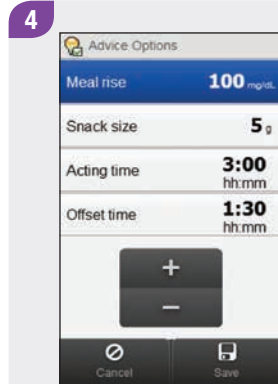 4
Advice Options
Meal rise 100 mg/dL
Snack size 5 g
Acting time 3:00
hh:mm
Offset time 1:30
hh:mm
+
−
Cancel Save